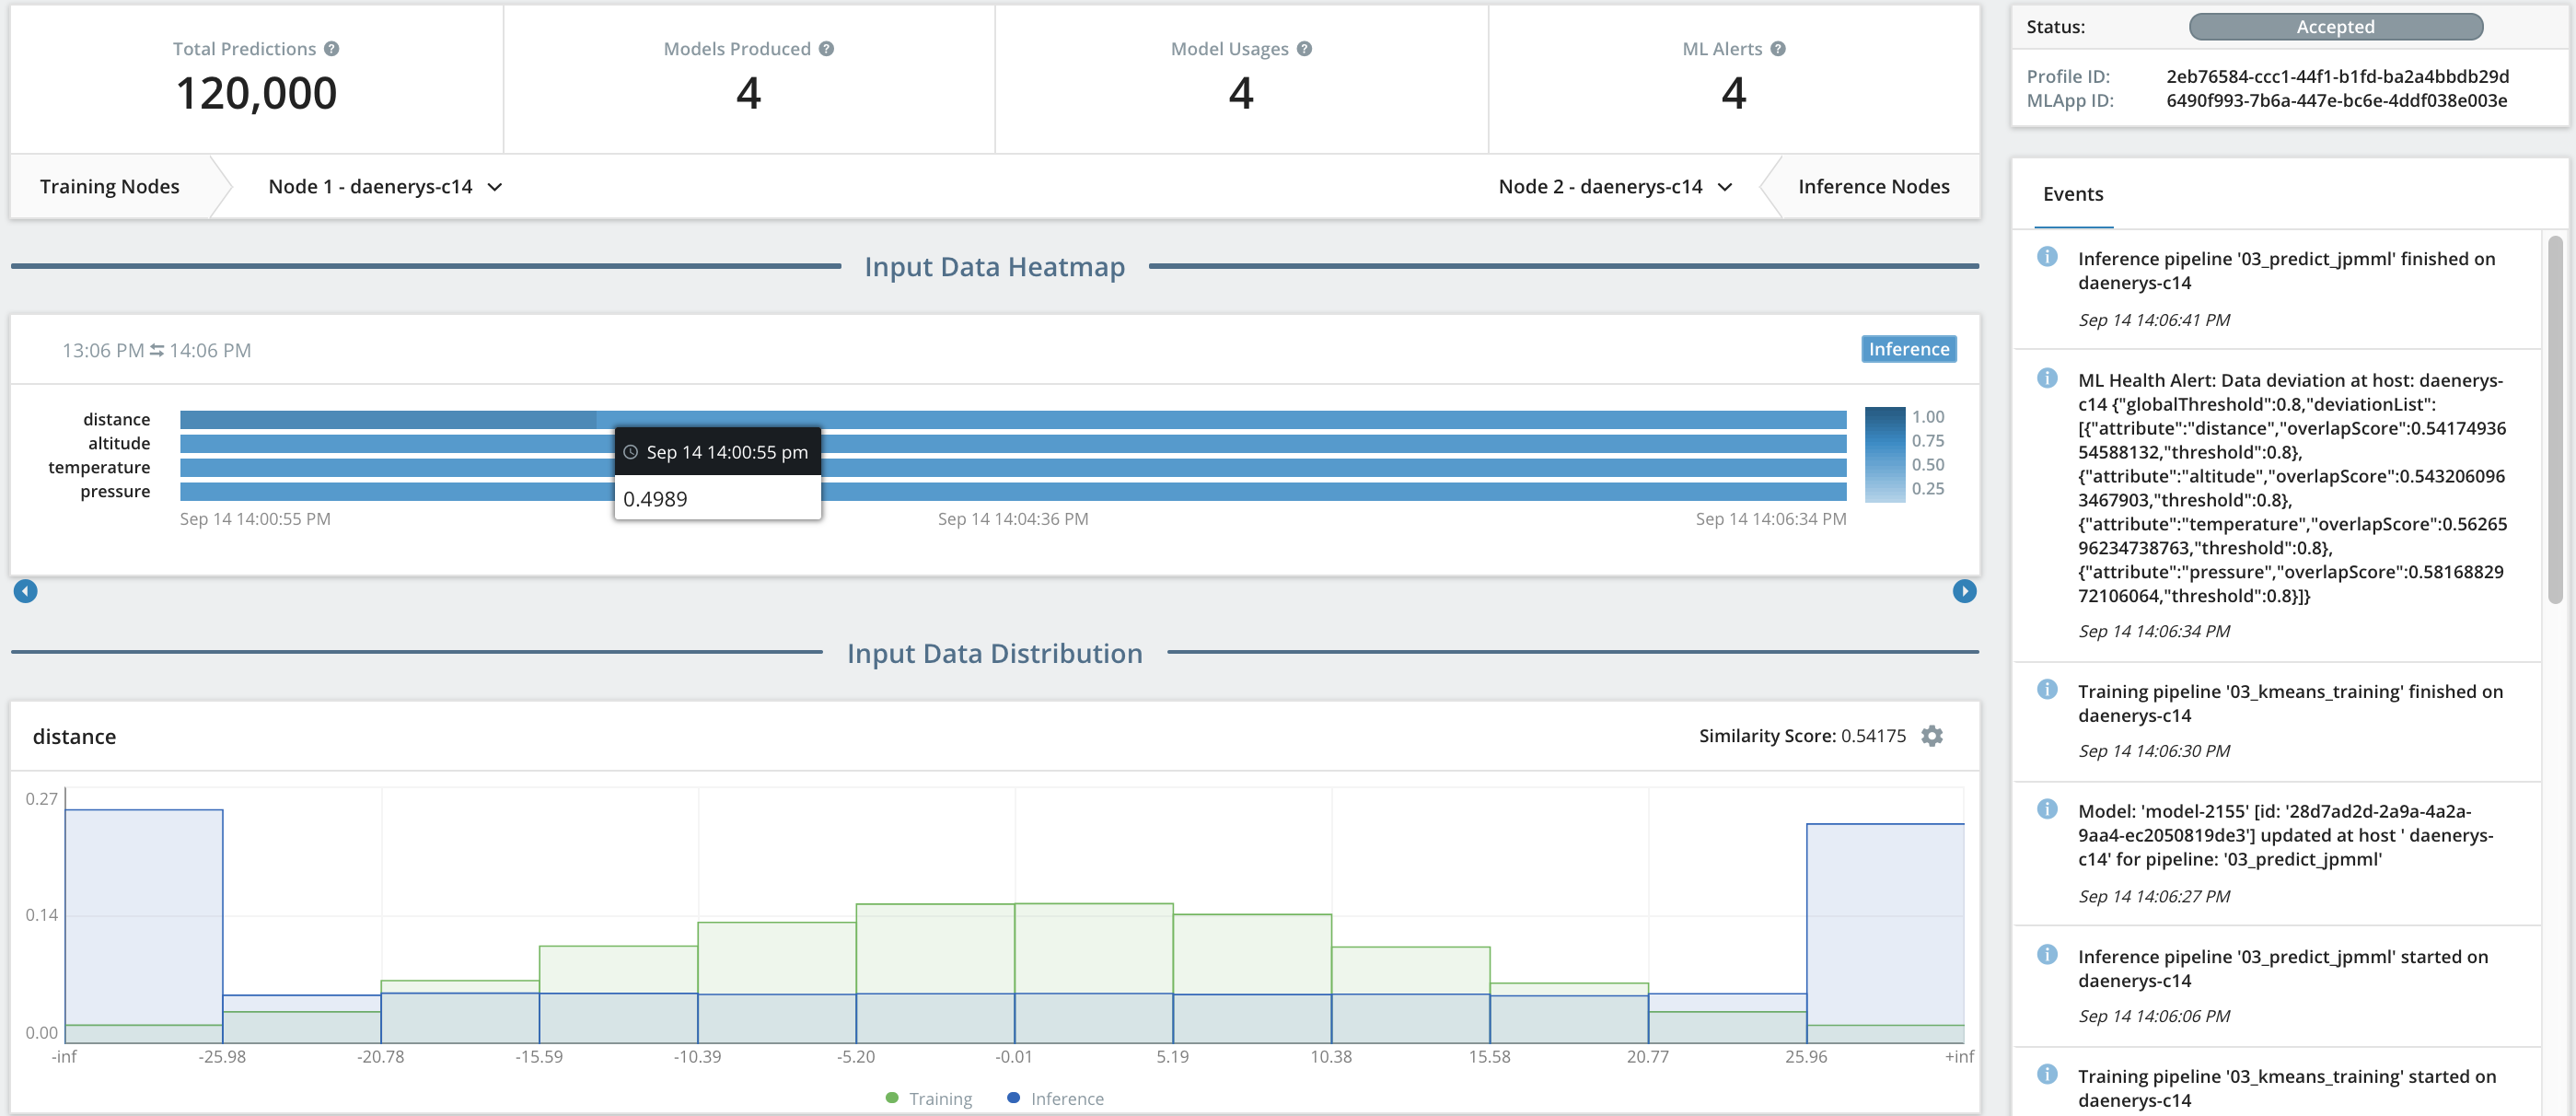 Total Predictions ?
120,000
Models Produced ?
4
Model Usages ?
4
ML Alerts ?
4
Training Nodes
Node 1 - daenerys-c14
Node 2 - daenerys-c14
Inference Nodes
Input Data Heatmap
13:06 PM ⇆ 14:06 PM
Inference
distance
altitude
temperature
pressure
Sep 14 14:00:55 pm
0.4989
1.00
0.75
0.50
0.25
Sep 14 14:00:55 PM
Sep 14 14:04:36 PM
Sep 14 14:06:34 PM
Input Data Distribution
distance
Similarity Score: 0.54175
0.27
0.14
0.00
-inf
-25.98
-20.78
-15.59
-10.39
-5.20
-0.01
5.19
10.38
15.58
20.77
25.96
+inf
Training
Inference
Status:
Accepted
Profile ID: 2eb76584-ccc1-44f1-b1fd-ba2a4bbdb29d
MLApp ID: 6490f993-7b6a-447e-bc6e-4ddf038e003e
Events
Inference pipeline '03_predict_jpmml' finished on
daenerys-c14
Sep 14 14:06:41 PM
ML Health Alert: Data deviation at host: daenerys-
c14 {"globalThreshold":0.8,"deviationList":
[{"attribute":"distance","overlapScore":0.54174936
54588132,"threshold":0.8},
{"attribute":"altitude","overlapScore":0.543206096
3467903,"threshold":0.8},
{"attribute":"temperature","overlapScore":0.56265
96234738763,"threshold":0.8},
{"attribute":"pressure","overlapScore":0.58168829
72106064,"threshold":0.8}]}
Sep 14 14:06:34 PM
Training pipeline '03_kmeans_training' finished on
daenerys-c14
Sep 14 14:06:30 PM
Model: 'model-2155' [id: '28d7ad2d-2a9a-4a2a-
9aa4-ec2050819de3'] updated at host ' daenerys-
c14' for pipeline: '03_predict_jpmml'
Sep 14 14:06:27 PM
Inference pipeline '03_predict_jpmml' started on
daenerys-c14
Sep 14 14:06:06 PM
Training pipeline '03_kmeans_training' started on
daenerys-c14